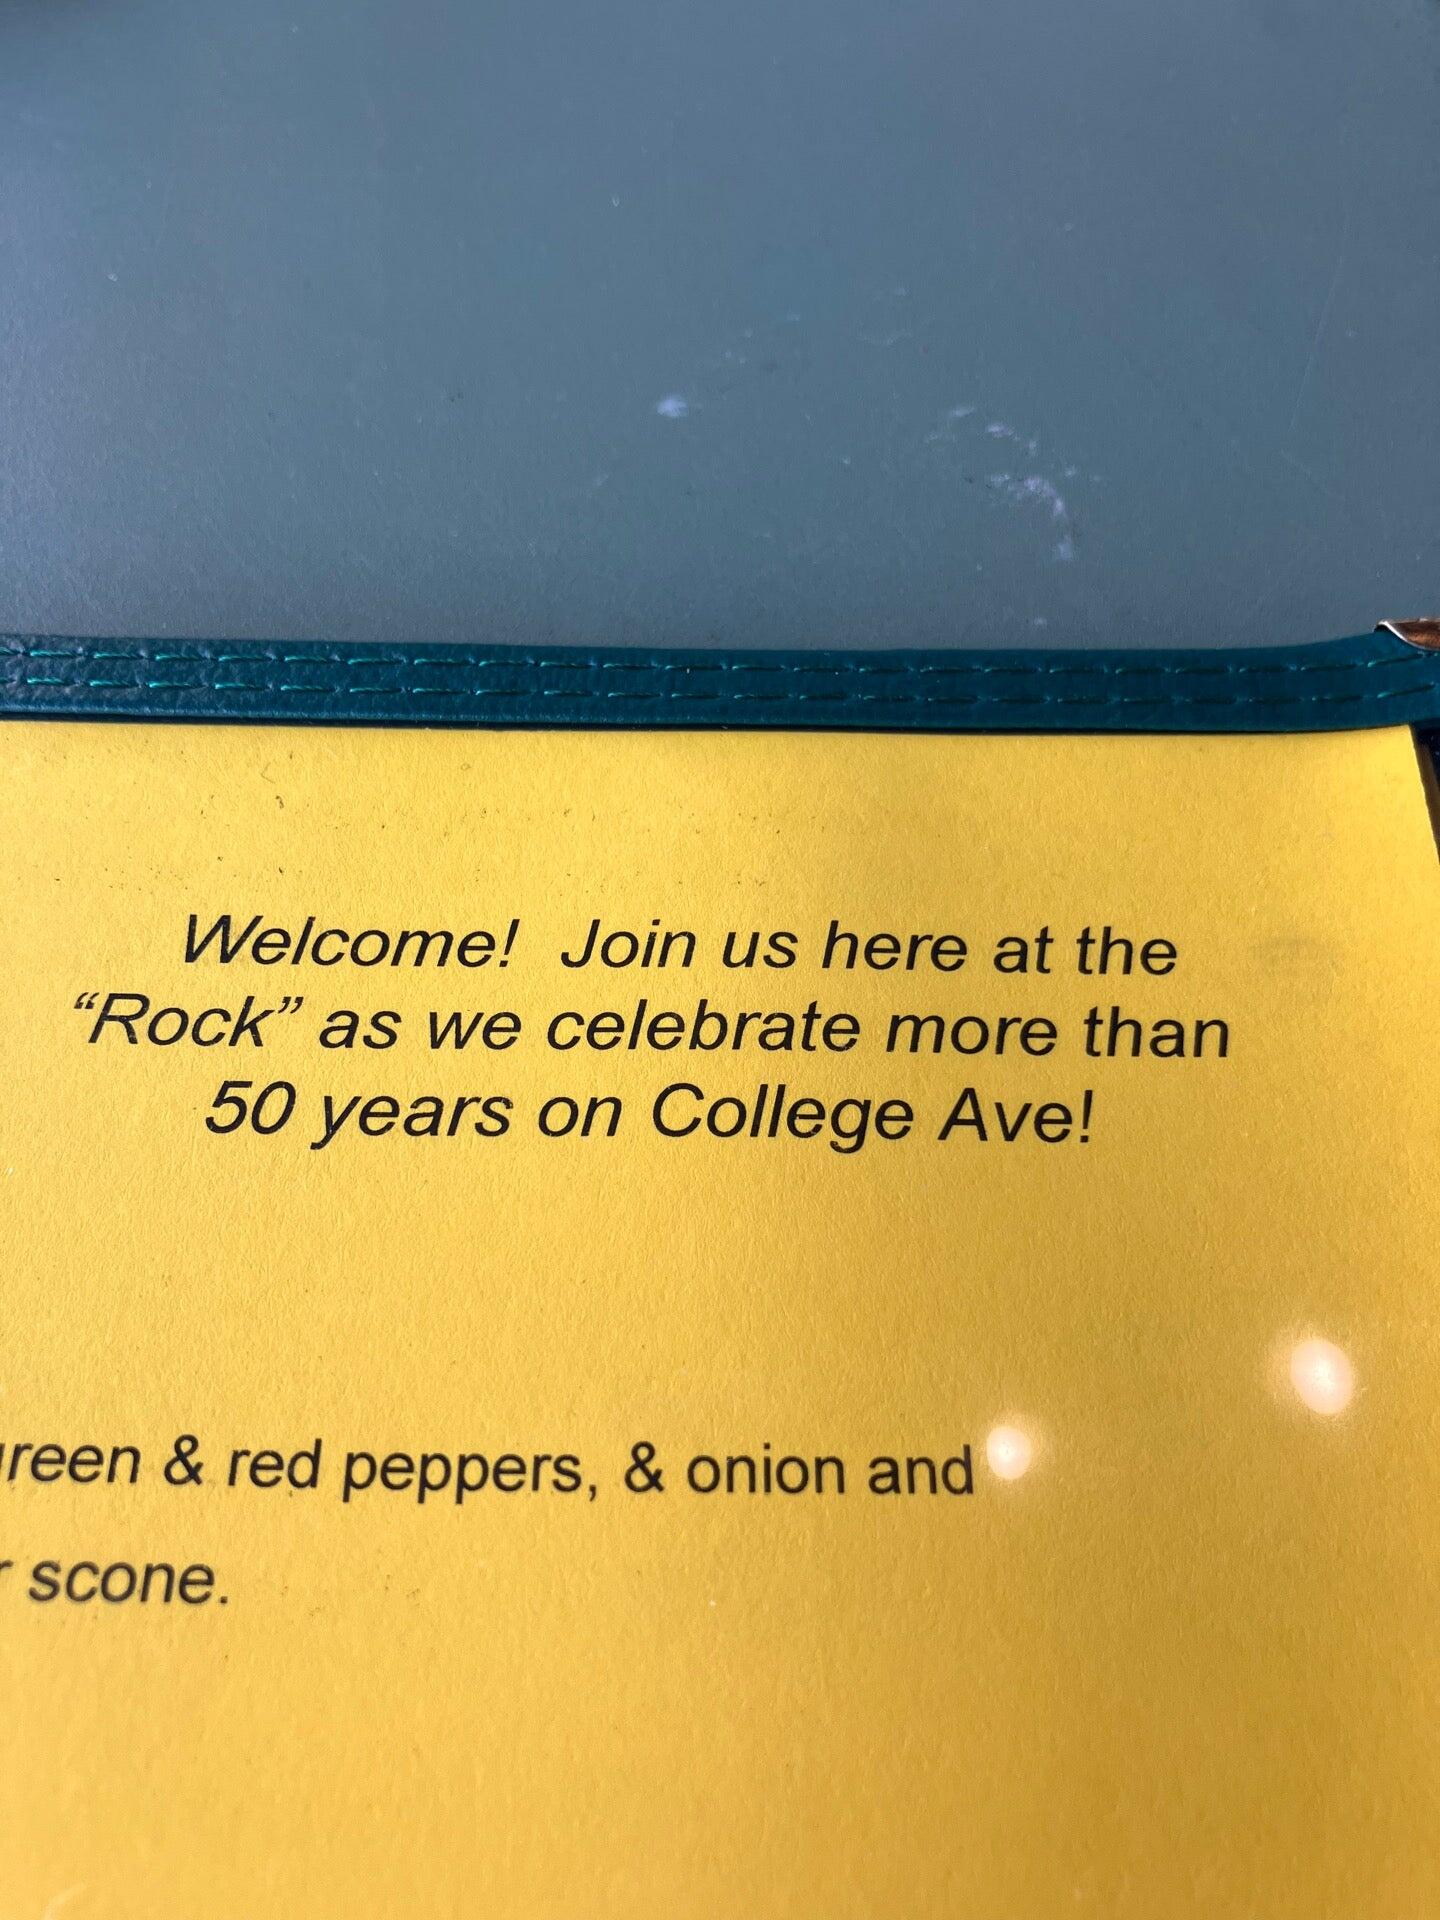 Welcome!  Join us here at the
“Rock” as we celebrate more than
50 years on College Ave!
& red peppers, & onion and
scone.